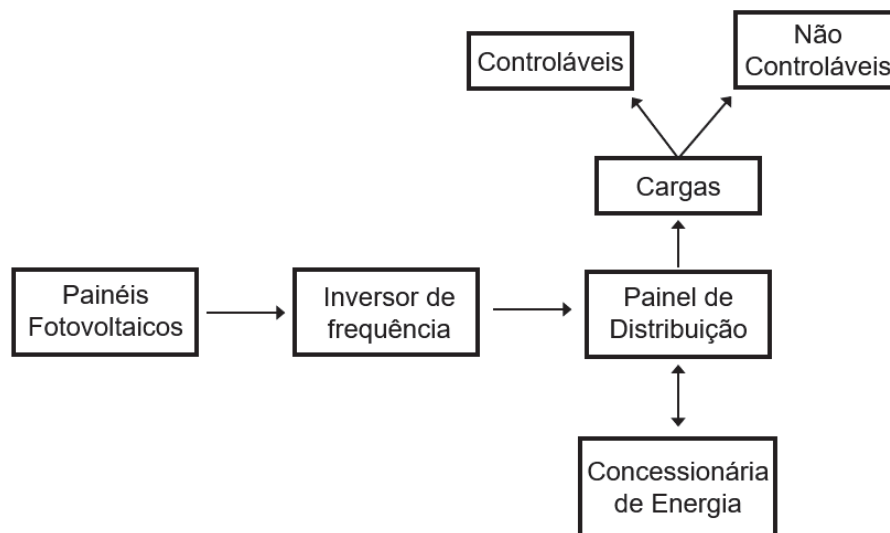 Controláveis
Não
Controláveis
Cargas
Painéis
Fotovoltaicos
Inversor de
frequência
Painel de
Distribuição
Concessionária
de Energia